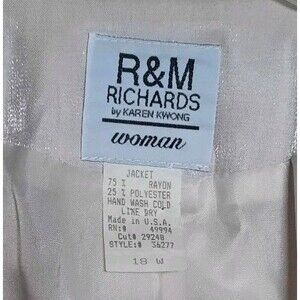 R&M
RICHARDS
by KAREN KWONG
woman
JACKET
75 % RAYON
25 % POLYESTER
HAND WASH COLD
LINE DRY
Made in U.S.A.
RN:# 49994
Cut# 29248
STYLE:# 56277
18 W